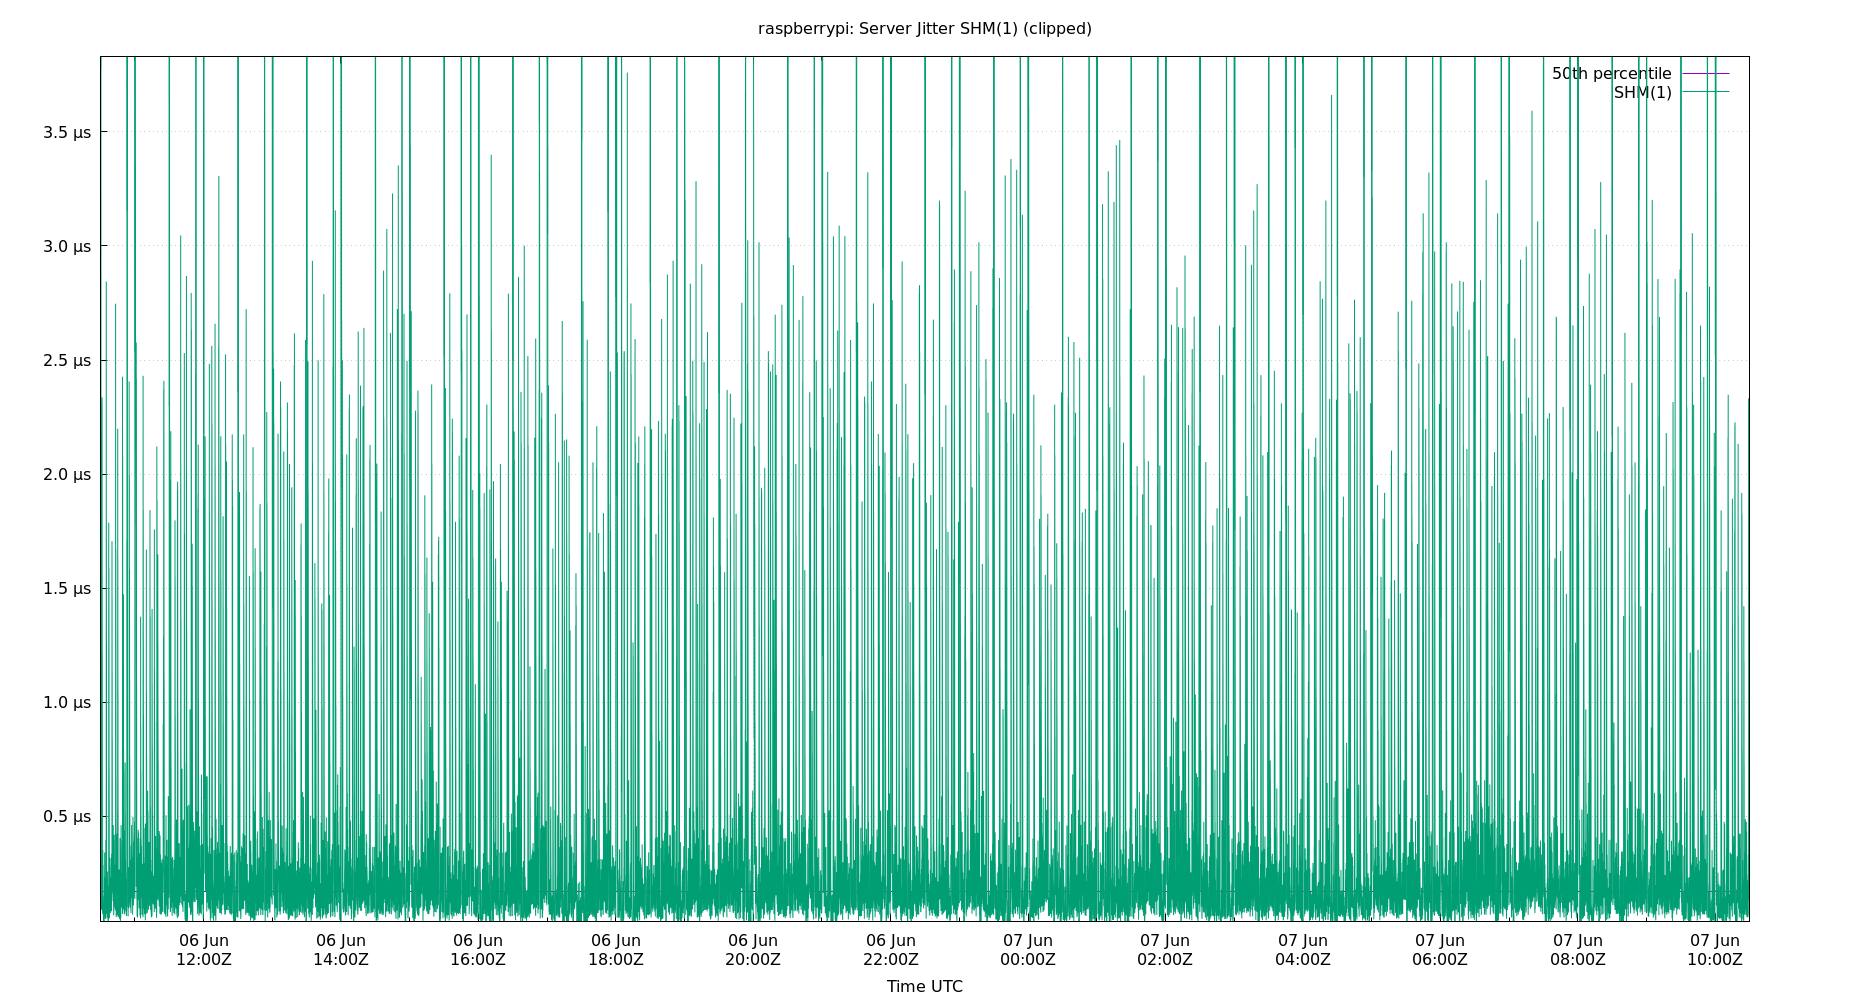 raspberrypi: Server Jitter SHM(1) (clipped)
50th percentile
SHM(1)
3.5 µs
3.0 µs
2.5 µs
2.0 µs
1.5 µs
1.0 µs
0.5 µs
06 Jun 06 Jun 06 Jun 06 Jun 06 Jun 06 Jun 07 Jun 07 Jun 07 Jun 07 Jun 07 Jun 07 Jun
12:00Z 14:00Z 16:00Z 18:00Z 20:00Z 22:00Z 00:00Z 02:00Z 04:00Z 06:00Z 08:00Z 10:00Z
Time UTC